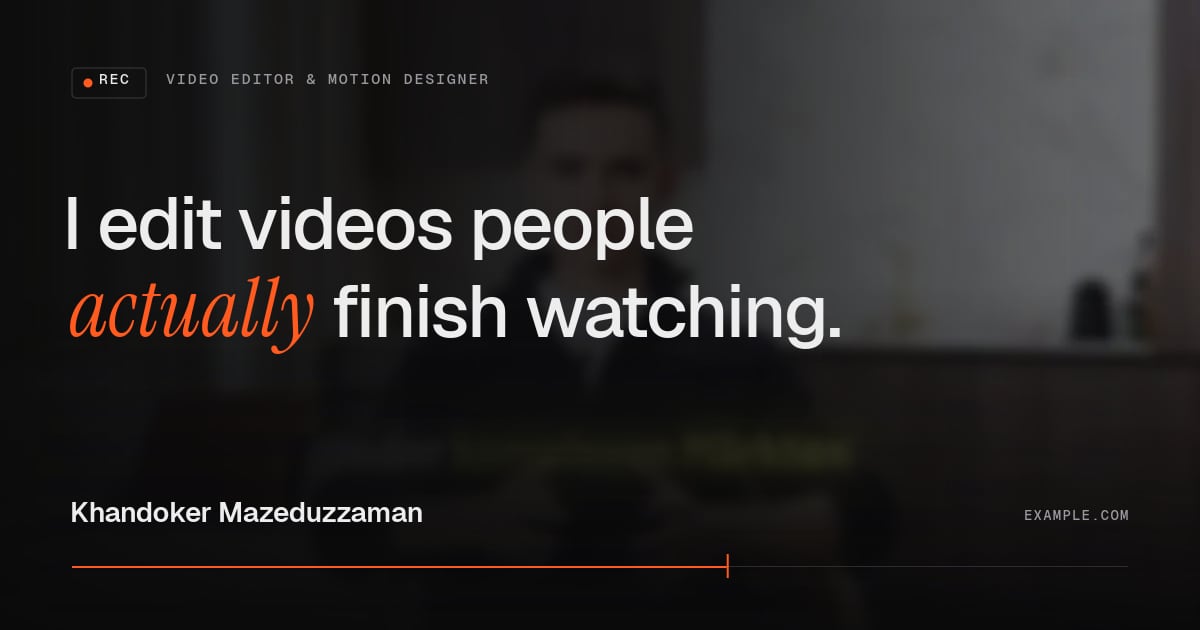 REC VIDEO EDITOR & MOTION DESIGNER
I edit videos people
actually finish watching.
Khandoker Mazeduzzaman
EXAMPLE.COM